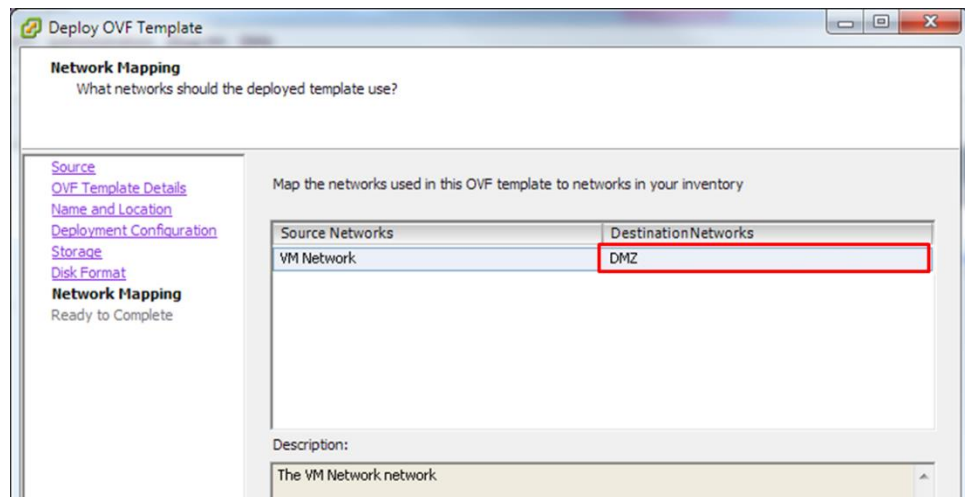 Deploy OVF Template
Network Mapping
What networks should the deployed template use?
Source
OVF Template Details
Name and Location
Deployment Configuration
Storage
Disk Format
Network Mapping
Ready to Complete
Map the networks used in this OVF template to networks in your inventory
Source Networks Destination Networks
VM Network DMZ
Description:
The VM Network network